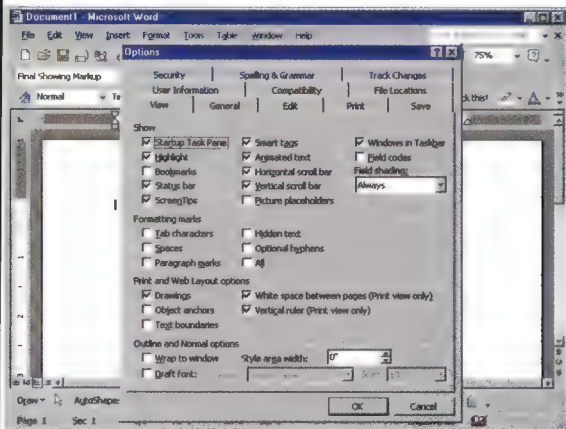 Document1 - Microsoft Word
File Edit View Insert Format Tools Table Window Help
Options
75%
Final Showing Markup
Security Spelling & Grammar Track Changes
User Information Compatibility File Locations
Normal
View General Edit Print Save
Show
Startup Task Pane Smart tags Windows in Taskbar
Highlight Animated text Field codes
Bookmarks Horizontal scroll bar Field shading:
Status bar Vertical scroll bar Always
ScreenTips Picture placeholders
Formatting marks
Tab characters Hidden text
Spaces Optional hyphens
Paragraph marks All
Print and Web Layout options
Drawings White space between pages (Print view only)
Object anchors Vertical ruler (Print view only)
Text boundaries
Outline and Normal options
Wrap to window Style area width: 0"
Draft font:
Draw AutoShapes
OK Cancel
Page 1 Sec 1